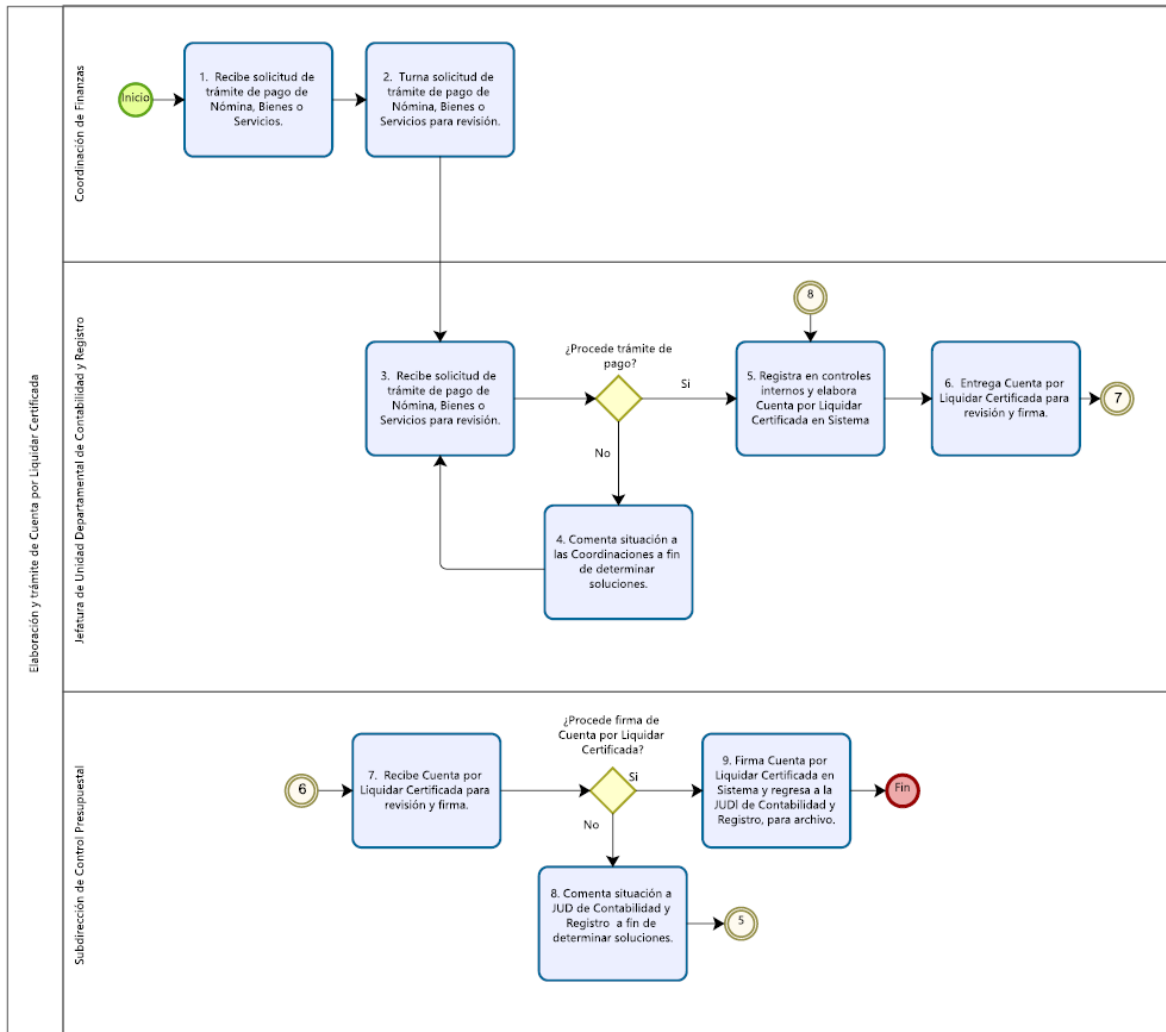 Elaboración y trámite de Cuenta por Liquidar Certificada
Coordinación de Finanzas
Inicio
1. Recibe solicitud de
trámite de pago de
Nómina, Bienes o
Servicios.
2. Turna solicitud de
trámite de pago de
Nómina, Bienes o
Servicios para revisión.
Jefatura de Unidad Departamental de Contabilidad y Registro
3. Recibe solicitud de
trámite de pago de
Nómina, Bienes o
Servicios para revisión.
¿Procede trámite de
pago?
Si
No
4. Comenta situación a
las Coordinaciones a fin
de determinar
soluciones.
8
5. Registra en controles
internos y elabora
Cuenta por Liquidar
Certificada en Sistema
6. Entrega Cuenta por
Liquidar Certificada para
revisión y firma.
7
Subdirección de Control Presupuestal
6
7. Recibe Cuenta por
Liquidar Certificada para
revisión y firma.
¿Procede firma de
Cuenta por Liquidar
Certificada?
Si
No
8. Comenta situación a
JUD de Contabilidad y
Registro a fin de
determinar soluciones.
5
9. Firma Cuenta por
Liquidar Certificada en
Sistema y regresa a la
JUDI de Contabilidad y
Registro, para archivo.
Fin